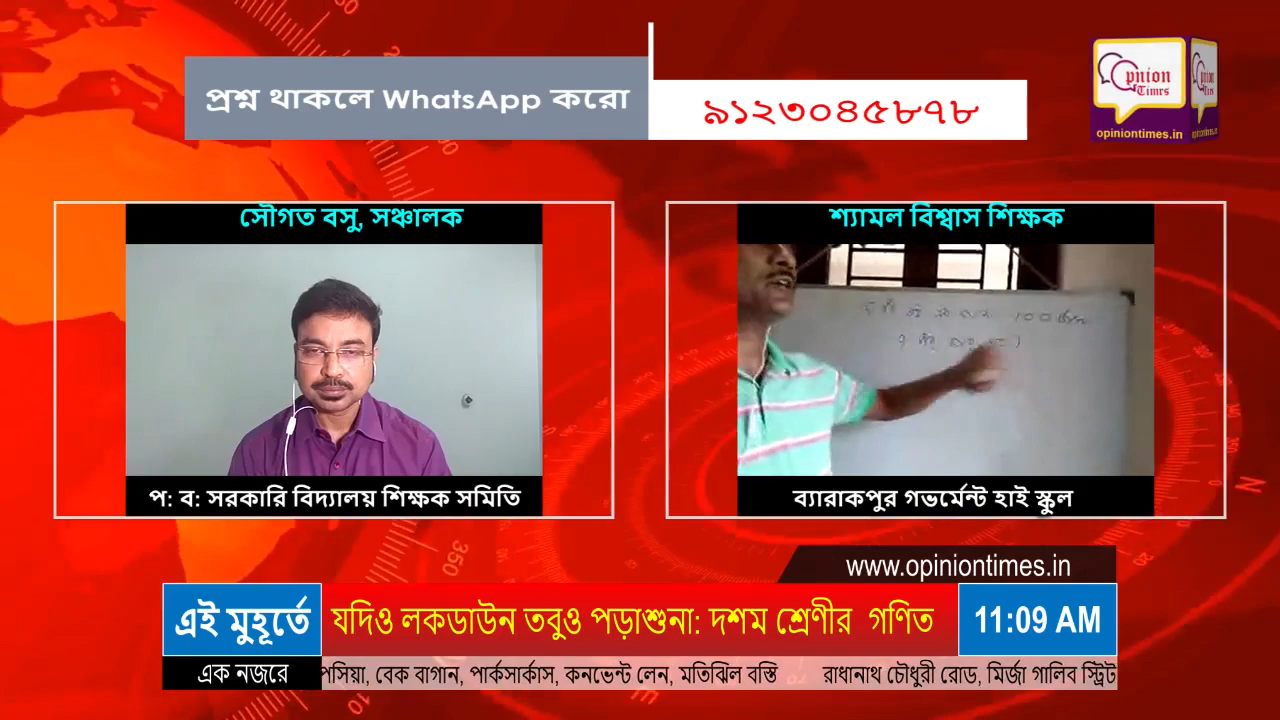 প্রশ্ন থাকলে WhatsApp করো
৯১২৩০৪৫৮৭৮
Opinion
Times
opiniontimes.in
সৌগত বসু, সঞ্চালক
শ্যামল বিশ্বাস শিক্ষক
প: ব: সরকারি বিদ্যালয় শিক্ষক সমিতি
ব্যারাকপুর গভর্মেন্ট হাই স্কুল
www.opiniontimes.in
এই মুহূর্তে
যদিও লকডাউন তবুও পড়াশুনা: দশম শ্রেণীর গণিত
11:09 AM
এক নজরে
পসিয়া, বেক বাগান, পার্কসার্কাস, কনভেন্ট লেন, মতিঝিল বস্তি রাধানাথ চৌধুরী রোড, মির্জা গালিব স্ট্রিট